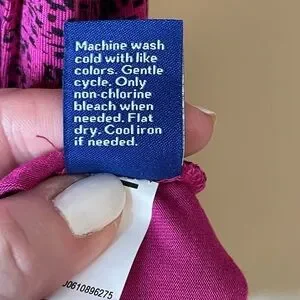 Machine wash
cold with like
colors. Gentle
cycle. Only
non-chlorine
bleach when
needed. Flat
dry. Cool iron
if needed.
J0610896275